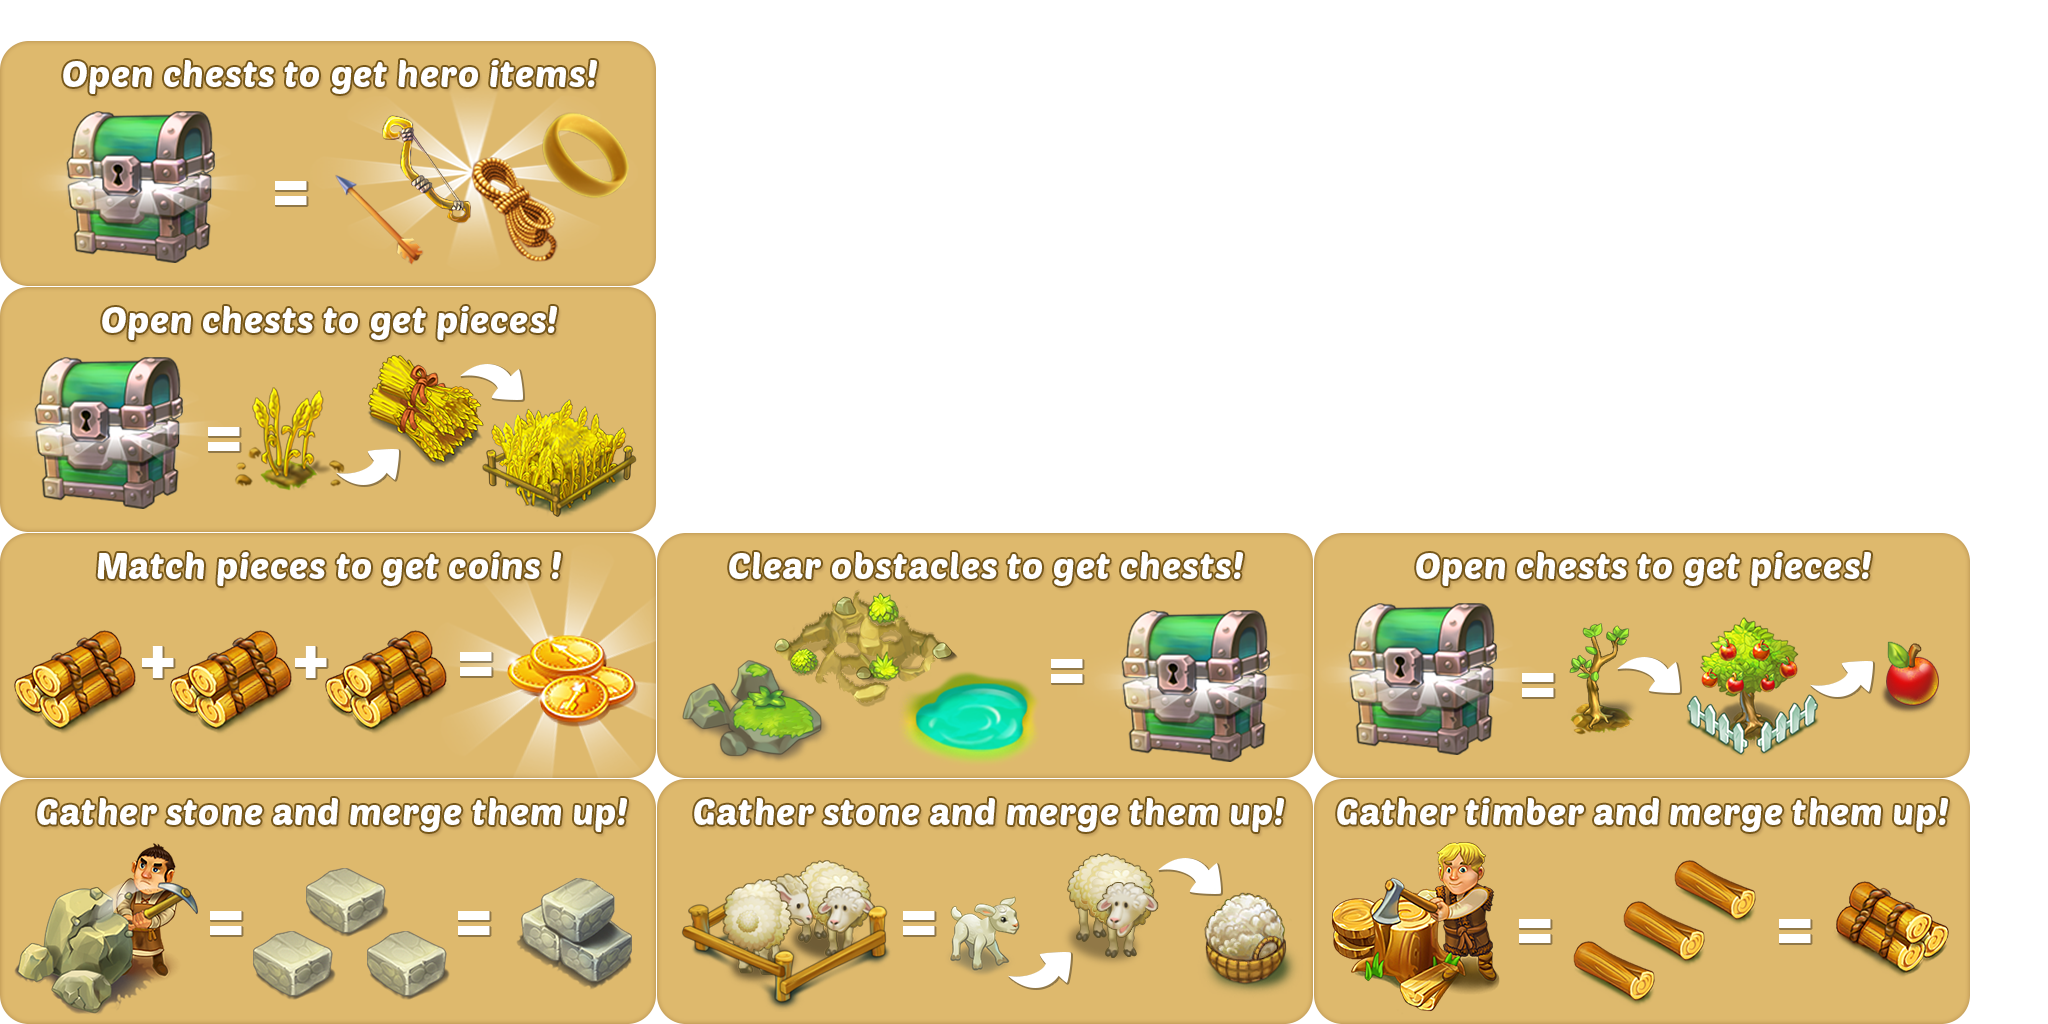 Open chests to get hero items!
Open chests to get pieces!
Match pieces to get coins !
Clear obstacles to get chests!
Open chests to get pieces!
Gather stone and merge them up!
Gather stone and merge them up!
Gather timber and merge them up!